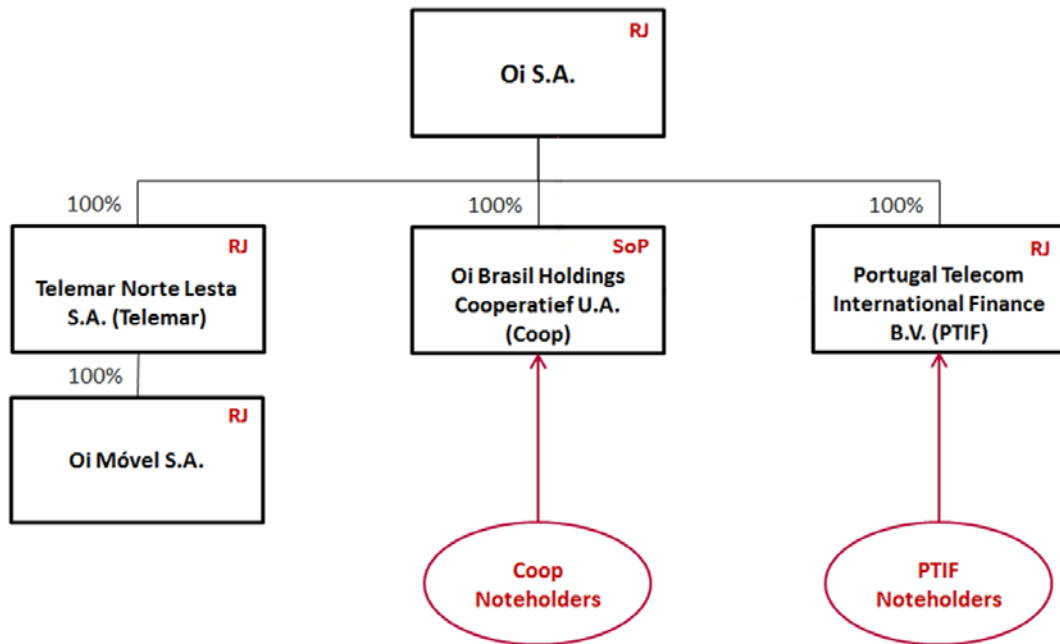 RJ
Oi S.A.
100%
100%
100%
RJ
Telemar Norte Lesta
S.A. (Telemar)
SoP
Oi Brasil Holdings
Cooperatief U.A.
(Coop)
RJ
Portugal Telecom
International Finance
B.V. (PTIF)
100%
RJ
Oi Móvel S.A.
Coop
Noteholders
PTIF
Noteholders